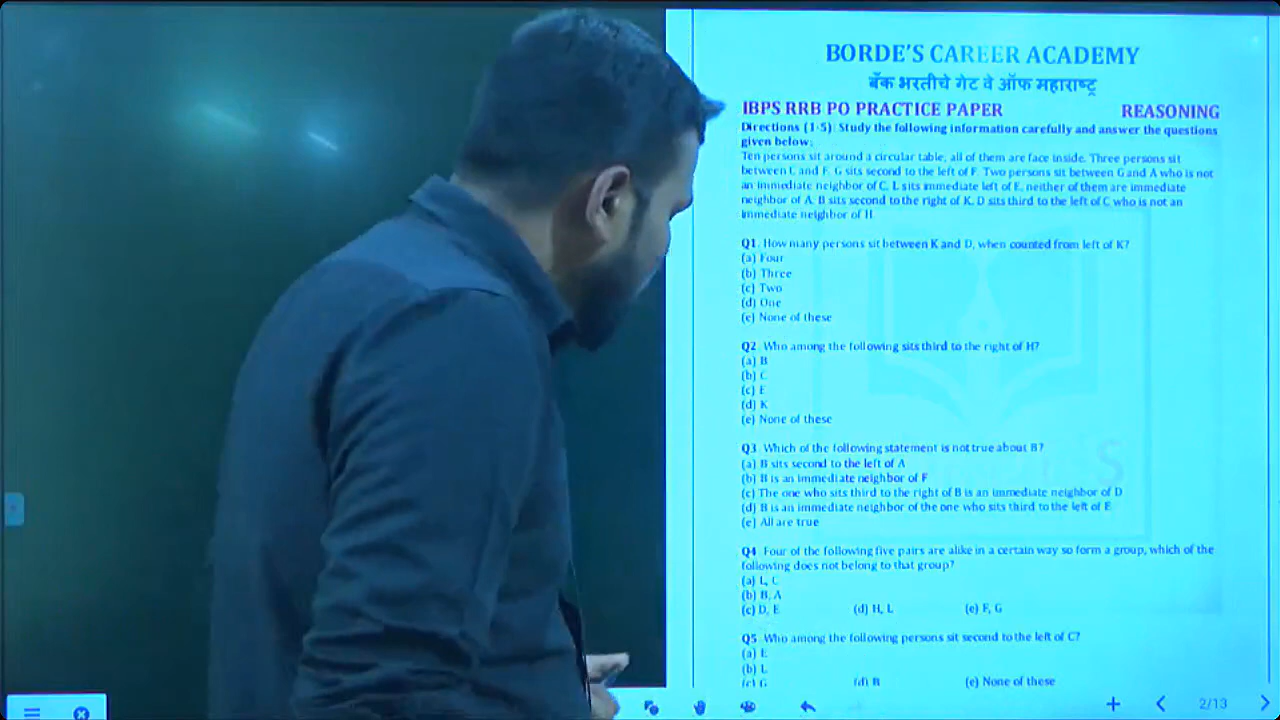 BORDE'S CAREER ACADEMY
बँक भरतीचे गेट वे ऑफ महाराष्ट्र
IBPS RRB PO PRACTICE PAPER REASONING
Directions (1-5): Study the following information carefully and answer the questions
given below.
Ten persons sit around a circular table, all of them are face inside. Three persons sit
between C and F. G sits second to the left of F. Two persons sit between G and A who is not
an immediate neighbor of C. L sits immediate left of E, neither of them are immediate
neighbor of A. B sits second to the right of K. D sits third to the left of C who is not an
immediate neighbor of H.
Q1. How many persons sit between K and D, when counted from left of K?
(a) Four
(b) Three
(c) Two
(d) One
(e) None of these
Q2. Who among the following sits third to the right of H?
(a) B
(b) C
(c) E
(d) K
(e) None of these
Q3. Which of the following statement is not true about B?
(a) B sits second to the left of A
(b) B is an immediate neighbor of F
(c) The one who sits third to the right of B is an immediate neighbor of D
(d) B is an immediate neighbor of the one who sits third to the left of E
(e) All are true
Q4. Four of the following five pairs are alike in a certain way so form a group, which of the
following does not belong to that group?
(a) L, C
(b) B, A
(c) D, E (d) H, L (e) F, G
Q5. Who among the following persons sit second to the left of C?
(a) E
(b) L
(c) G (d) B (e) None of these
2/13